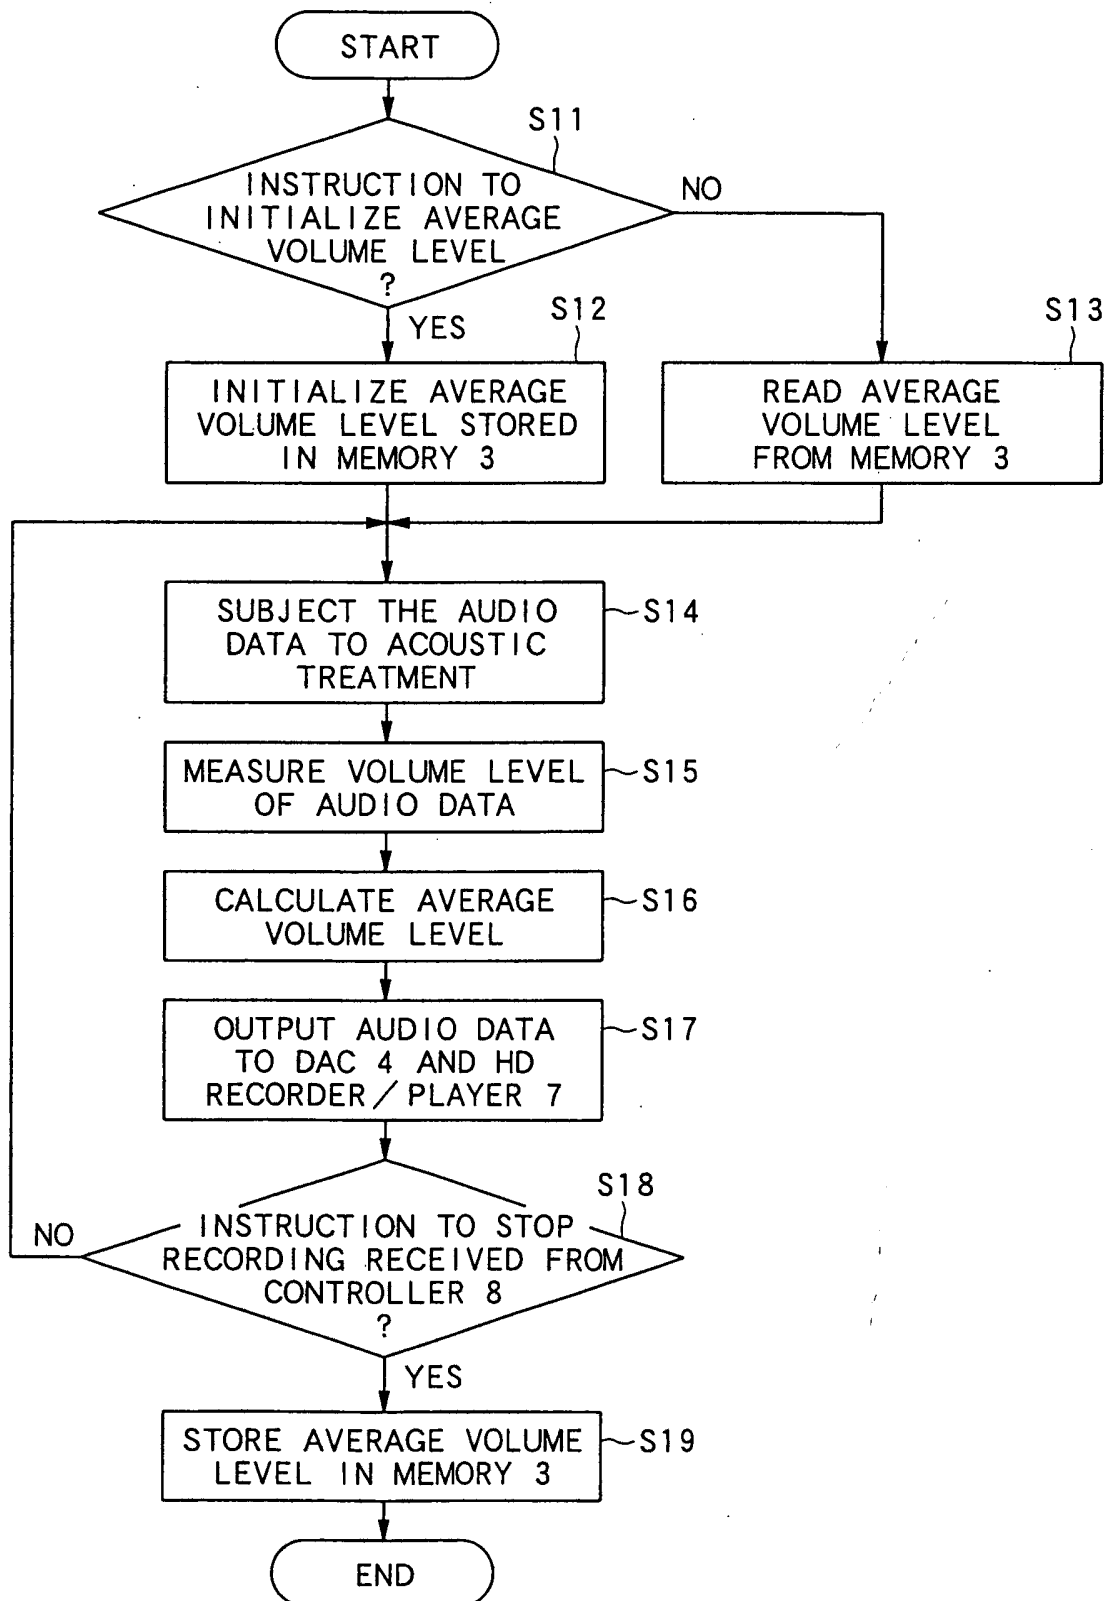 START
S11
INSTRUCTION TO
INITIALIZE AVERAGE
VOLUME LEVEL
?
NO
YES
S12
INITIALIZE AVERAGE
VOLUME LEVEL STORED
IN MEMORY 3
S13
READ AVERAGE
VOLUME LEVEL
FROM MEMORY 3
SUBJECT THE AUDIO
DATA TO ACOUSTIC
TREATMENT
S14
MEASURE VOLUME LEVEL
OF AUDIO DATA
S15
CALCULATE AVERAGE
VOLUME LEVEL
S16
OUTPUT AUDIO DATA
TO DAC 4 AND HD
RECORDER/PLAYER 7
S17
S18
INSTRUCTION TO STOP
RECORDING RECEIVED FROM
CONTROLLER 8
?
NO
YES
STORE AVERAGE VOLUME
LEVEL IN MEMORY 3
S19
END